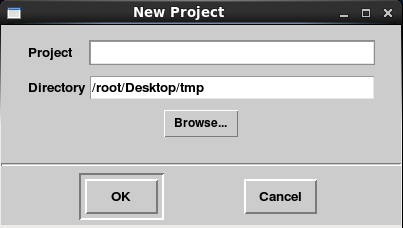 New Project
Project
Directory /root/Desktop/tmp
Browse...
OK Cancel